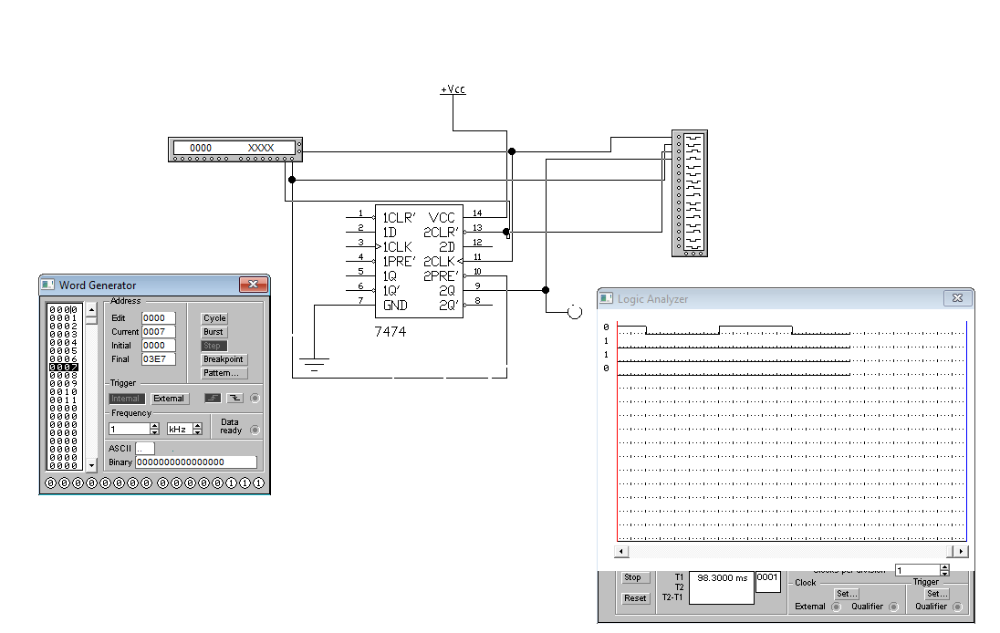 +Vcc
0000 XXXX
1 1CLR' VCC 14
2 1D 2CLR' 13
3 1CLK 2D 12
4 1PRE' 2CLK 11
5 1Q 2PRE' 10
6 1Q' 2Q 9
7 GND 2Q' 8
7474
Word Generator
0000
0001
0002
0003
0004
0005
0006
0007
0008
0009
0010
0011
0000
0000
0000
0000
0000
0000
0000
0000
Address
Edit 0000
Current 0007
Initial 0000
Final 03E7
Cycle
Burst
Step
Breakpoint
Pattern...
Trigger
Internal External
Frequency
1 kHz
Data
ready
ASCII ..
Binary 0000000000000000
0 0 0 0 0 0 0 0 0 0 0 0 0 1 1 1
Logic Analyzer
0
1
1
0
Clocks per division 1
Stop
Reset
T1 98.3000 ms 0001
T2
T2-T1
Clock
Set...
External Qualifier
Trigger
Set...
Qualifier